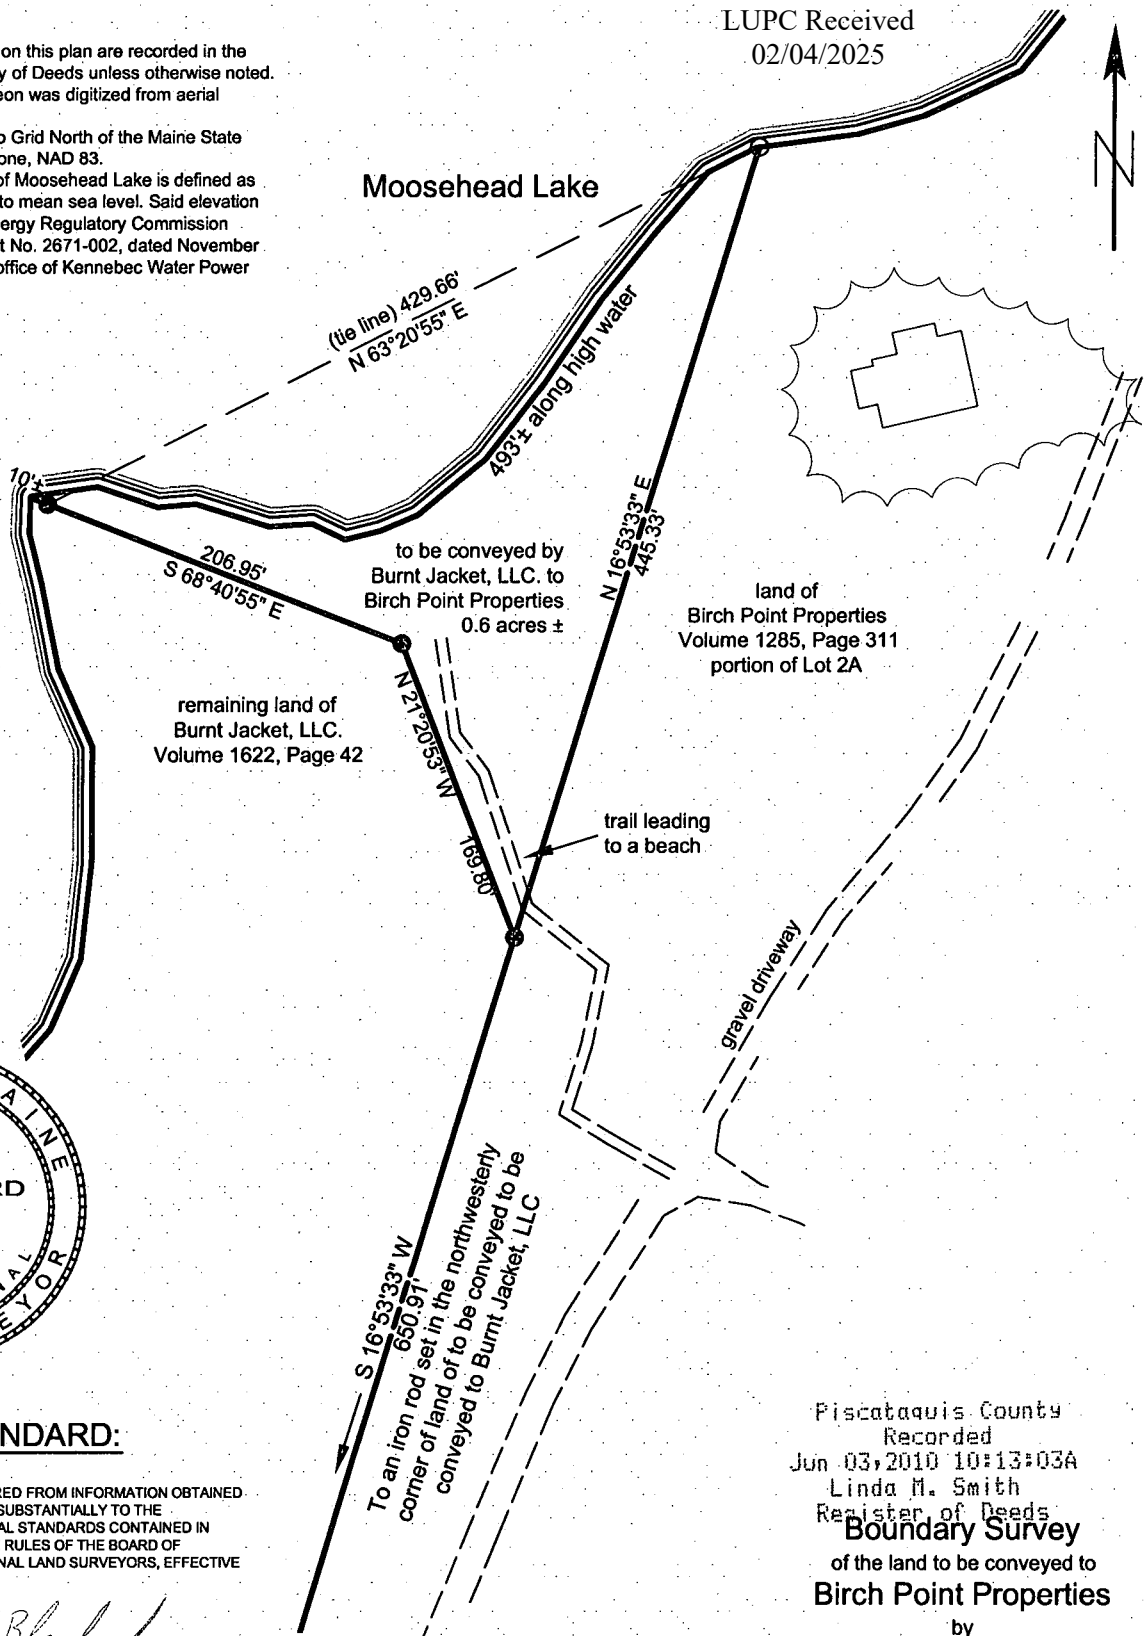 LUPC Received
02/04/2025
on this plan are recorded in the
y of Deeds unless otherwise noted.
eon was digitized from aerial
o Grid North of the Maine State
one, NAD 83.
of Moosehead Lake is defined as
to mean sea level. Said elevation
ergy Regulatory Commission
t No. 2671-002, dated November
office of Kennebec Water Power
Moosehead Lake
N
(tie line) 429.66'
N 63°20'55" E
493'± along high water
10'±
206.95'
S 68°40'55" E
to be conveyed by
Burnt Jacket, LLC. to
Birch Point Properties
0.6 acres ±
N 16°53'33" E
445.33'
land of
Birch Point Properties
Volume 1285, Page 311
portion of Lot 2A
remaining land of
Burnt Jacket, LLC.
Volume 1622, Page 42
N 21°20'53" W
169.80'
trail leading
to a beach
gravel driveway
S 16°53'33" W
650.91'
To an iron rod set in the northwesterly
corner of land of to be conveyed to be
conveyed to Burnt Jacket, LLC
AINE
RD
NAL
EYOR
NDARD:
RED FROM INFORMATION OBTAINED
SUBSTANTIALLY TO THE
AL STANDARDS CONTAINED IN
RULES OF THE BOARD OF
NAL LAND SURVEYORS, EFFECTIVE
Piscataquis County
Recorded
Jun 03,2010 10:13:03A
Linda M. Smith
Register of Deeds
Boundary Survey
of the land to be conveyed to
Birch Point Properties
by